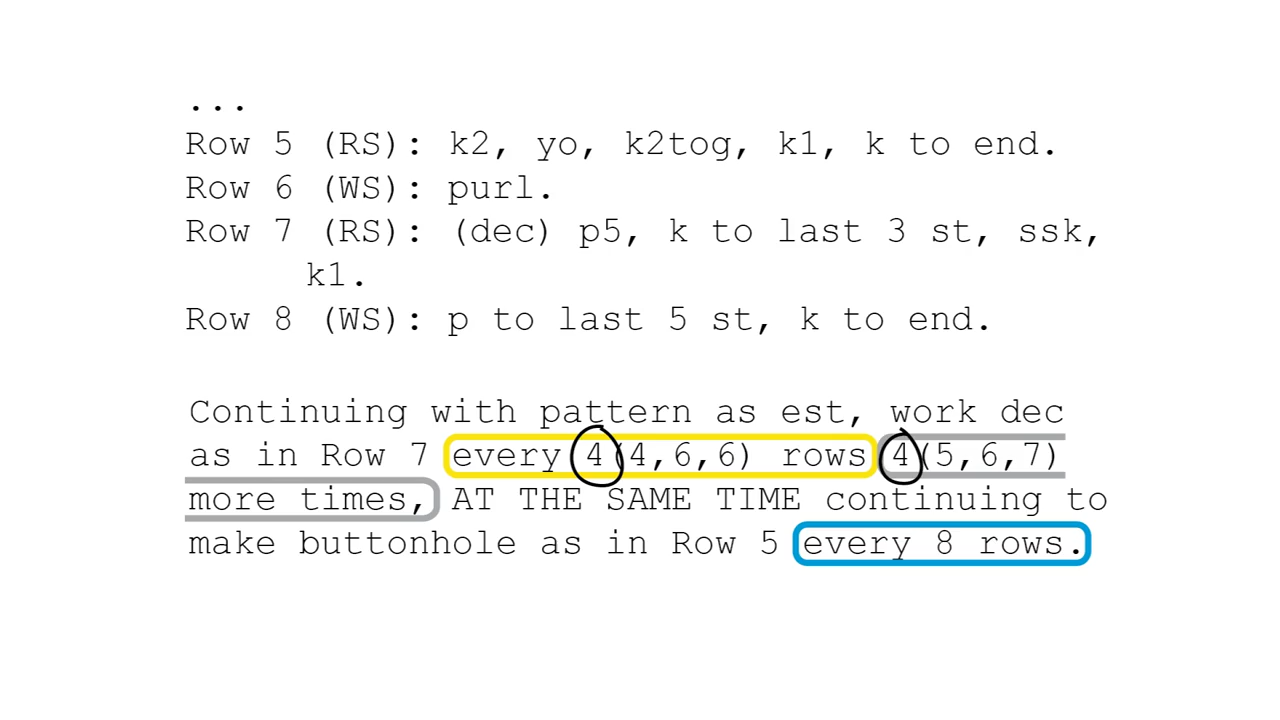 ...
Row 5 (RS): k2, yo, k2tog, k1, k to end.
Row 6 (WS): purl.
Row 7 (RS): (dec) p5, k to last 3 st, ssk,
k1.
Row 8 (WS): p to last 5 st, k to end.
Continuing with pattern as est, work dec
as in Row 7 every 4(4,6,6) rows 4(5,6,7)
more times, AT THE SAME TIME continuing to
make buttonhole as in Row 5 every 8 rows.